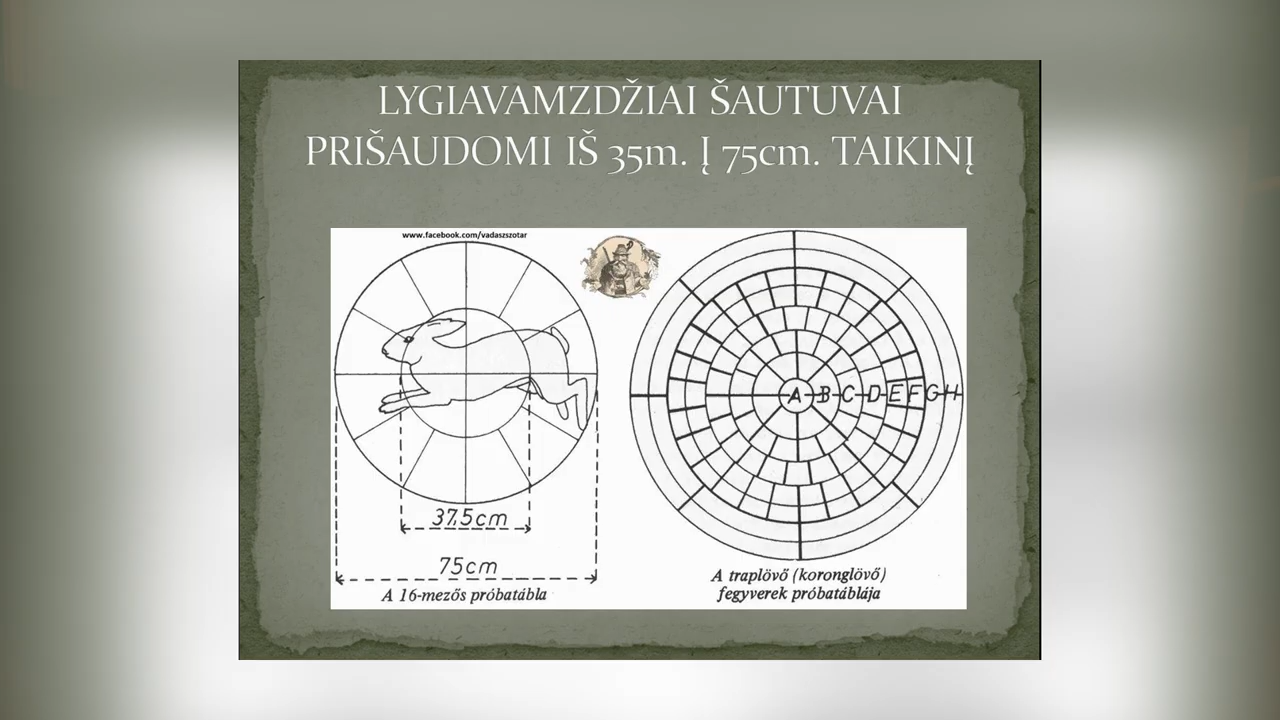 LYGIAVAMZDŽIAI ŠAUTUVAI
PRIŠAUDOMI IŠ 35m. Į 75cm. TAIKINĮ
www.facebook.com/vadaszszotar
A B C D E F G H
37,5cm
75cm
A 16-mezős próbatábla
A traplövő (koronglövő)
fegyverek próbatáblája